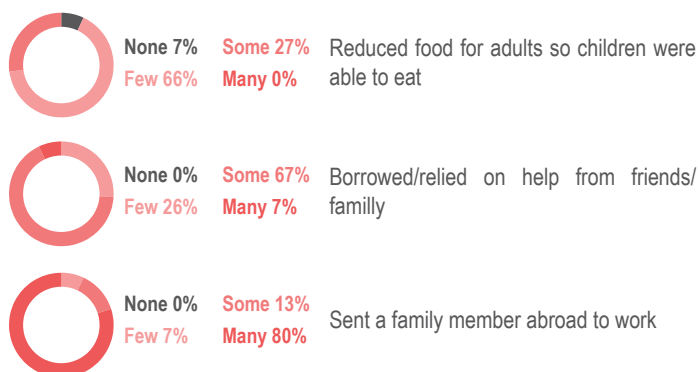 None 7% Some 27%
Few 66% Many 0%
Reduced food for adults so children were
able to eat
None 0% Some 67%
Few 26% Many 7%
Borrowed/relied on help from friends/
familly
None 0% Some 13%
Few 7% Many 80%
Sent a family member abroad to work